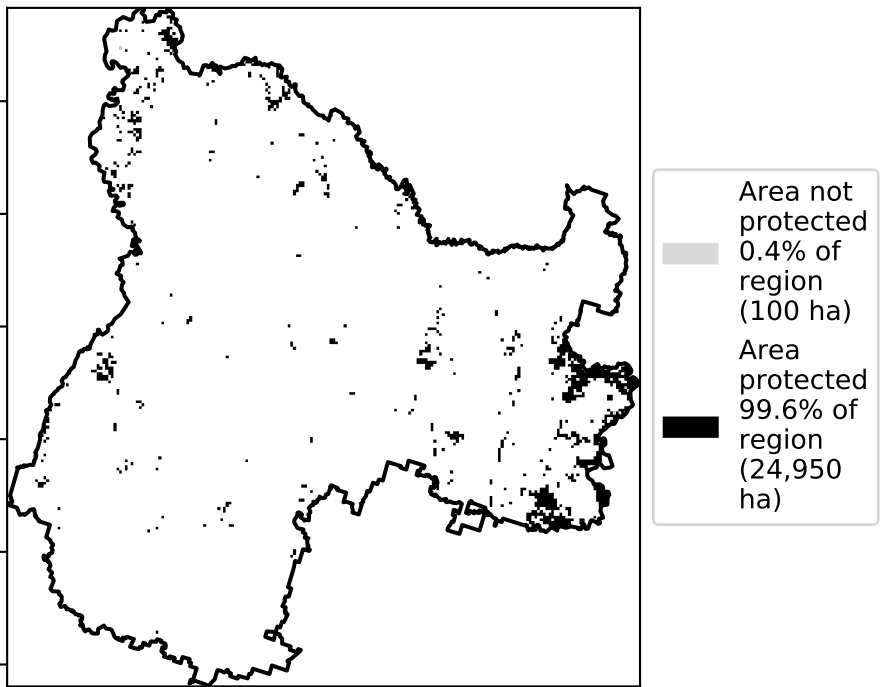 Area not
protected
0.4% of
region
(100 ha)
Area
protected
99.6% of
region
(24,950
ha)